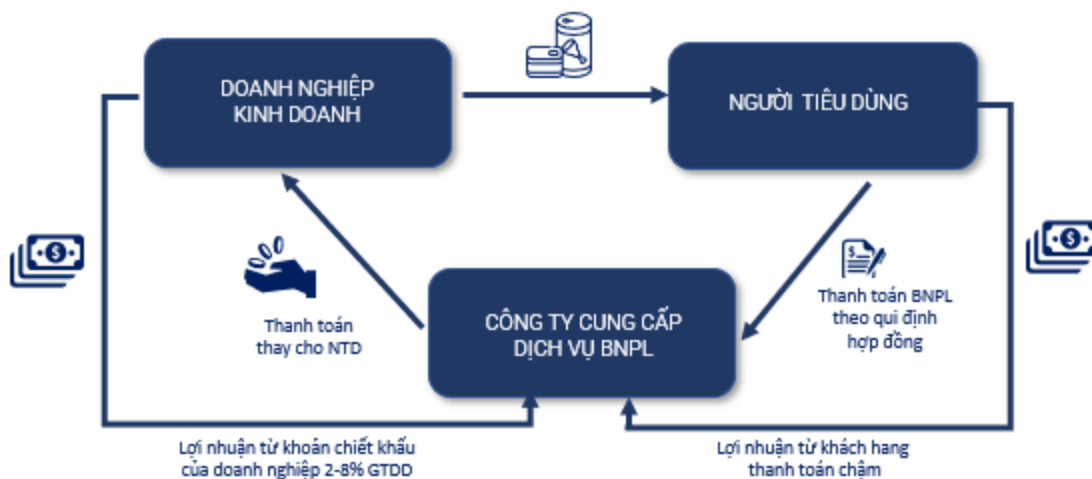 DOANH NGHIỆP
KINH DOANH
NGƯỜI TIÊU DÙNG
Thanh toán
thay cho NTD
CÔNG TY CUNG CẤP
DỊCH VỤ BNPL
Thanh toán BNPL
theo qui định
hợp đồng
Lợi nhuận từ khoản chiết khấu
của doanh nghiệp 2-8% GTDD
Lợi nhuận từ khách hang
thanh toán chậm